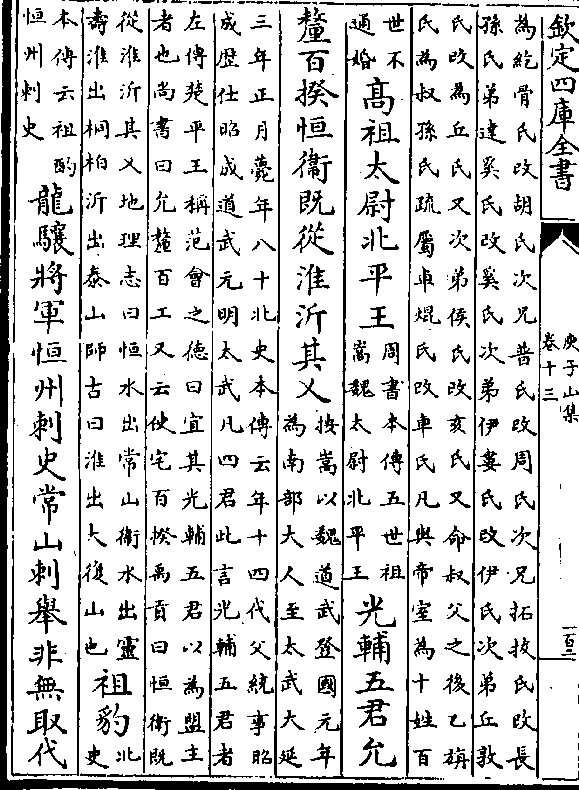 欽定四庫全書
為紇骨氏改胡氏次兄普氏改周氏次兄拓拔氏改長
孫氏弟達奚氏改奚氏次弟伊婁氏改伊氏次弟丘敦
氏改為丘氏又次弟侯氏改亥氏又命叔父之後乙旃
氏為叔孫氏疏屬車焜氏改車氏凡與帝室為十姓百
世不
通婚
高祖太尉北平王
周書本傳五世祖
嵩魏太尉北平王
光輔五君允
釐百揆恒衞既從淮沂其乂
按嵩以魏道武登國元年
為南部大人至太武大延
三年正月薨年八十北史本傳云年十四代父統事昭
成歷仕昭成道武元明太武凡四君此言光輔五君者
左傳楚平王稱范會之德曰宜其光輔五君以為盟主
者也尚書曰允釐百工又云使宅百揆禹貢曰恒衛既
從淮沂其乂地理志曰恒水出常山衛水出靈
壽淮出桐柏沂出泰山師古曰淮出大復山也
祖豹
北
史
本傳云祖酌
恒州刺史
龍驤將軍恒州刺史常山刺舉非無取代
庚子山集
卷十三
一百二